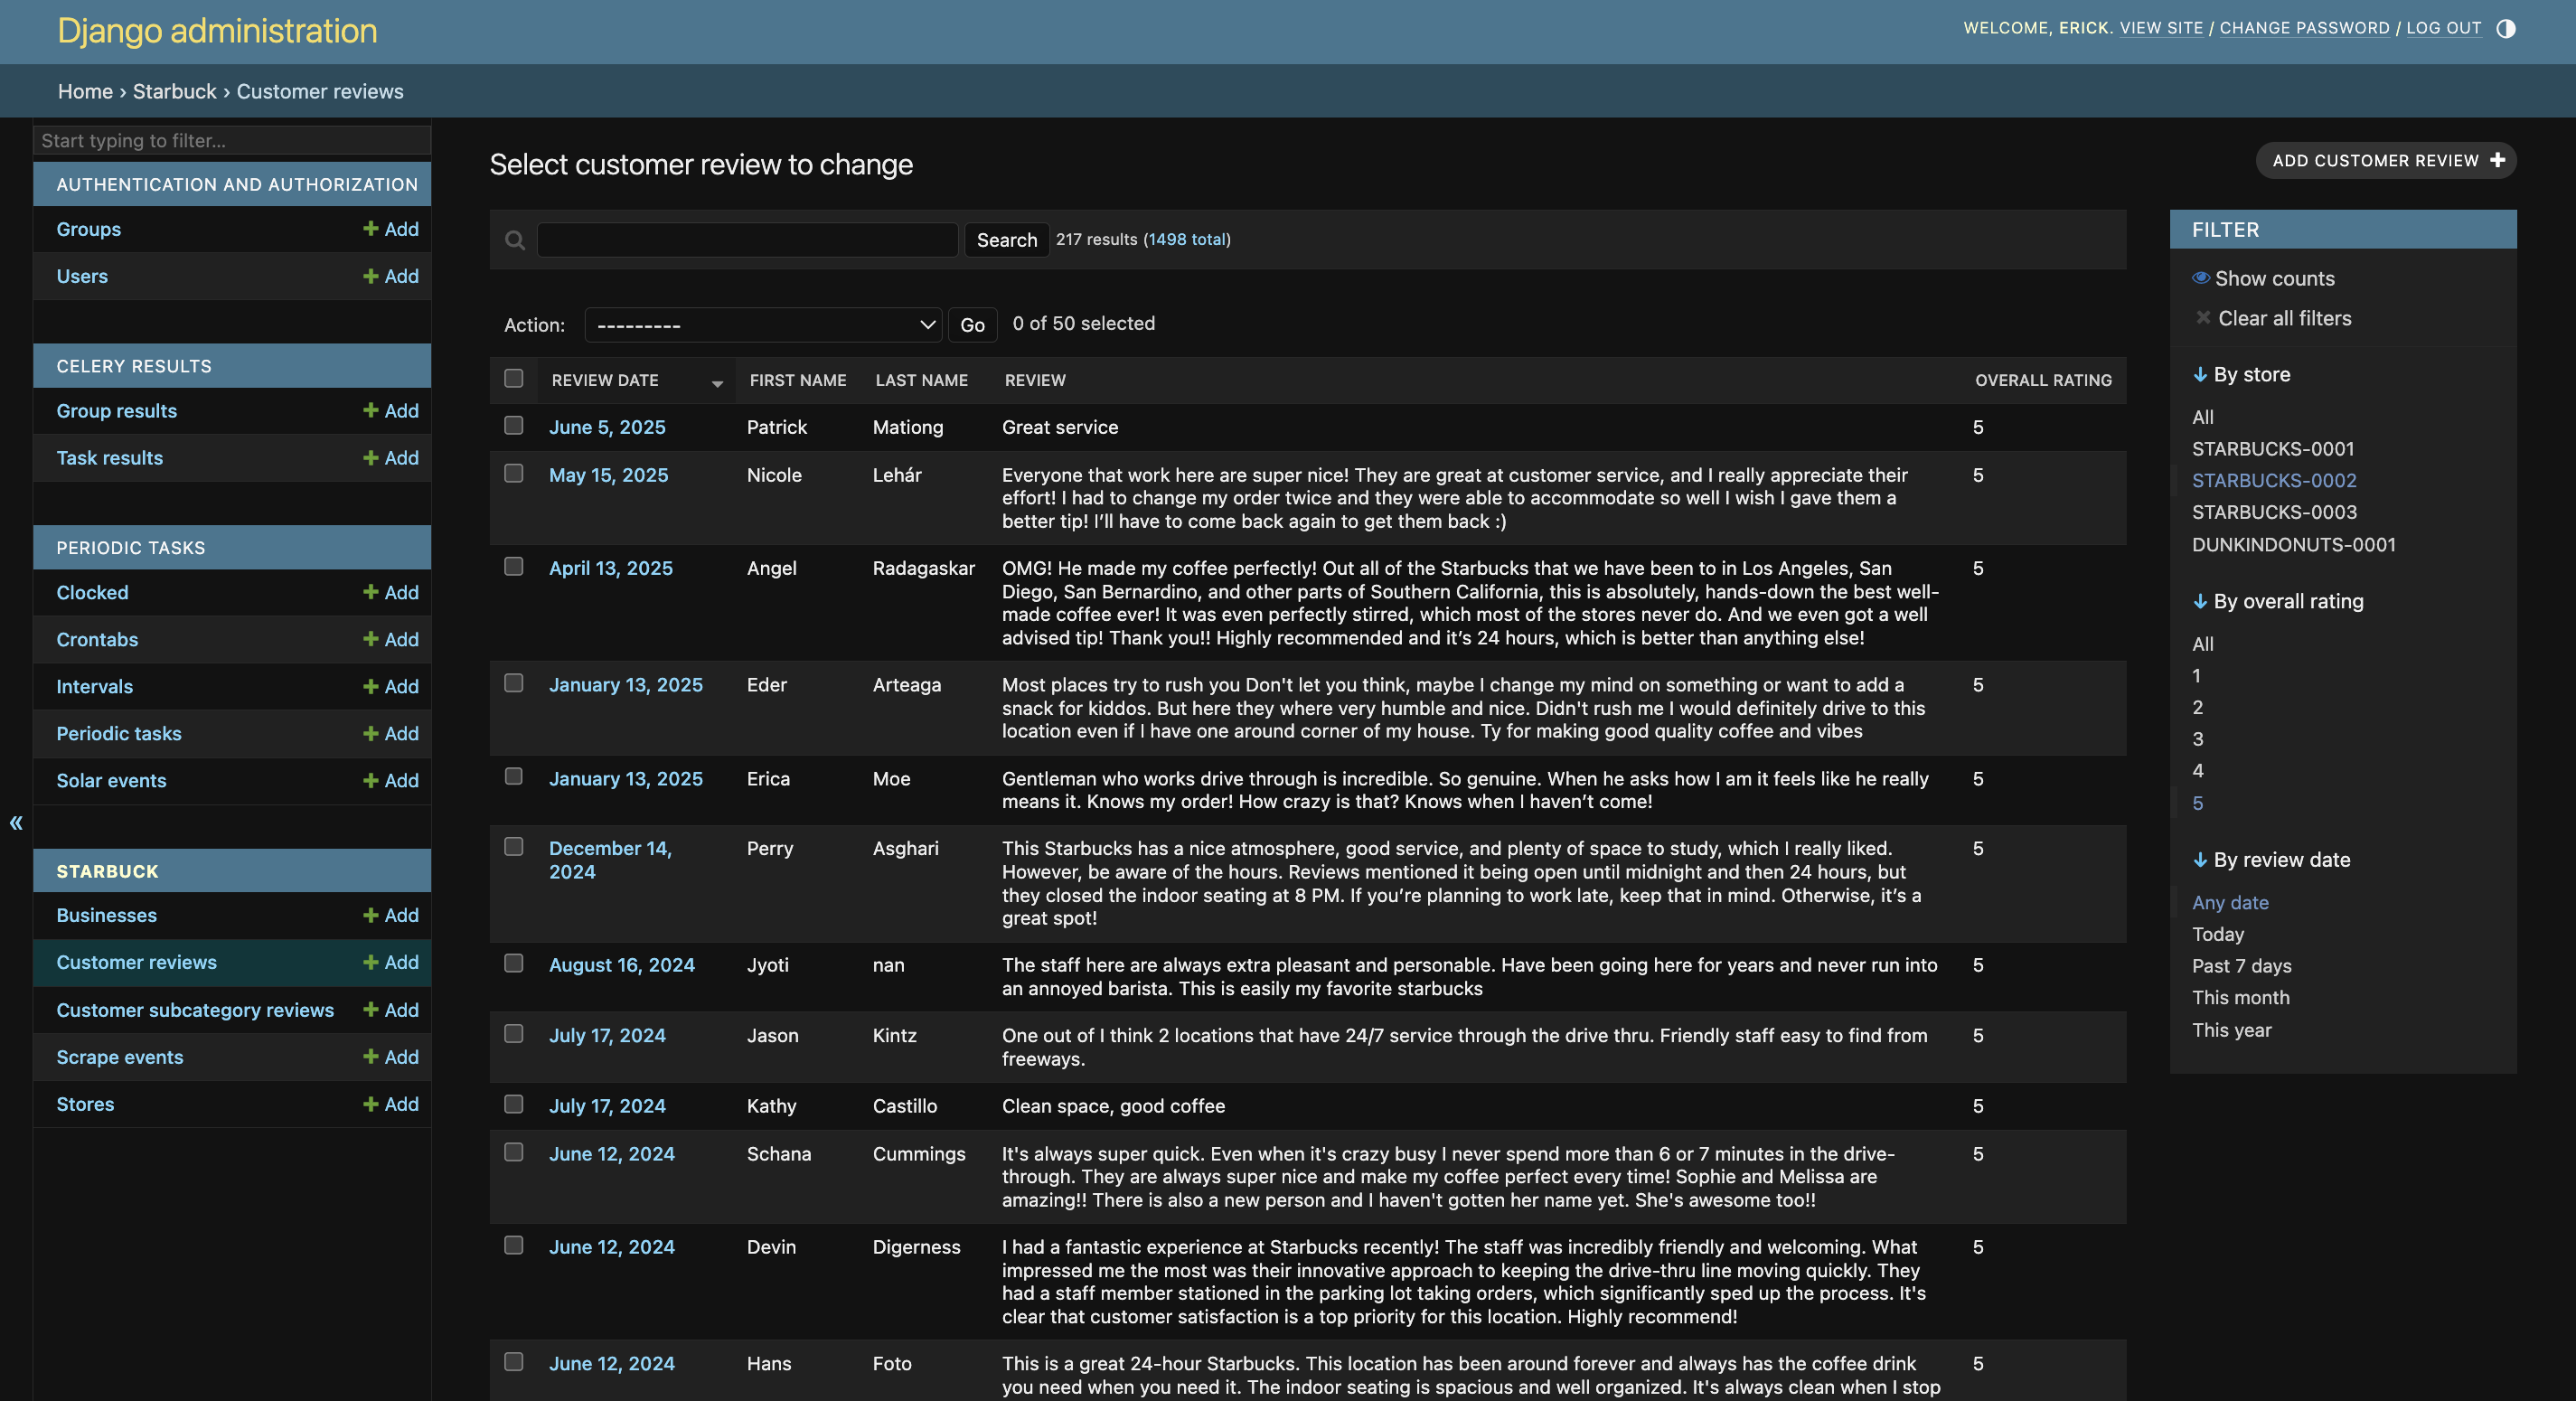 Django administration
WELCOME, ERICK. VIEW SITE / CHANGE PASSWORD / LOG OUT
Home › Starbuck › Customer reviews
Start typing to filter...
AUTHENTICATION AND AUTHORIZATION
Groups + Add
Users + Add
CELERY RESULTS
Group results + Add
Task results + Add
PERIODIC TASKS
Clocked + Add
Crontabs + Add
Intervals + Add
Periodic tasks + Add
Solar events + Add
«
STARBUCK
Businesses + Add
Customer reviews + Add
Customer subcategory reviews + Add
Scrape events + Add
Stores + Add
Select customer review to change
ADD CUSTOMER REVIEW +
Search 217 results (1498 total)
Action: --------- Go 0 of 50 selected
REVIEW DATE FIRST NAME LAST NAME REVIEW OVERALL RATING
June 5, 2025 Patrick Mationg Great service 5
May 15, 2025 Nicole Lehár Everyone that work here are super nice! They are great at customer service, and I really appreciate their 5
effort! I had to change my order twice and they were able to accommodate so well I wish I gave them a
better tip! I’ll have to come back again to get them back :)
April 13, 2025 Angel Radagaskar OMG! He made my coffee perfectly! Out all of the Starbucks that we have been to in Los Angeles, San 5
Diego, San Bernardino, and other parts of Southern California, this is absolutely, hands-down the best well-
made coffee ever! It was even perfectly stirred, which most of the stores never do. And we even got a well
advised tip! Thank you!! Highly recommended and it’s 24 hours, which is better than anything else!
January 13, 2025 Eder Arteaga Most places try to rush you Don't let you think, maybe I change my mind on something or want to add a 5
snack for kiddos. But here they where very humble and nice. Didn't rush me I would definitely drive to this
location even if I have one around corner of my house. Ty for making good quality coffee and vibes
January 13, 2025 Erica Moe Gentleman who works drive through is incredible. So genuine. When he asks how I am it feels like he really 5
means it. Knows my order! How crazy is that? Knows when I haven’t come!
December 14, Perry Asghari This Starbucks has a nice atmosphere, good service, and plenty of space to study, which I really liked. 5
2024 However, be aware of the hours. Reviews mentioned it being open until midnight and then 24 hours, but
they closed the indoor seating at 8 PM. If you’re planning to work late, keep that in mind. Otherwise, it’s a
great spot!
August 16, 2024 Jyoti nan The staff here are always extra pleasant and personable. Have been going here for years and never run into 5
an annoyed barista. This is easily my favorite starbucks
July 17, 2024 Jason Kintz One out of I think 2 locations that have 24/7 service through the drive thru. Friendly staff easy to find from 5
freeways.
July 17, 2024 Kathy Castillo Clean space, good coffee 5
June 12, 2024 Schana Cummings It's always super quick. Even when it's crazy busy I never spend more than 6 or 7 minutes in the drive- 5
through. They are always super nice and make my coffee perfect every time! Sophie and Melissa are
amazing!! There is also a new person and I haven't gotten her name yet. She's awesome too!!
June 12, 2024 Devin Digerness I had a fantastic experience at Starbucks recently! The staff was incredibly friendly and welcoming. What 5
impressed me the most was their innovative approach to keeping the drive-thru line moving quickly. They
had a staff member stationed in the parking lot taking orders, which significantly sped up the process. It's
clear that customer satisfaction is a top priority for this location. Highly recommend!
June 12, 2024 Hans Foto This is a great 24-hour Starbucks. This location has been around forever and always has the coffee drink 5
you need when you need it. The indoor seating is spacious and well organized. It's always clean when I stop
FILTER
Show counts
Clear all filters
↓ By store
All
STARBUCKS-0001
STARBUCKS-0002
STARBUCKS-0003
DUNKINDONUTS-0001
↓ By overall rating
All
1
2
3
4
5
↓ By review date
Any date
Today
Past 7 days
This month
This year